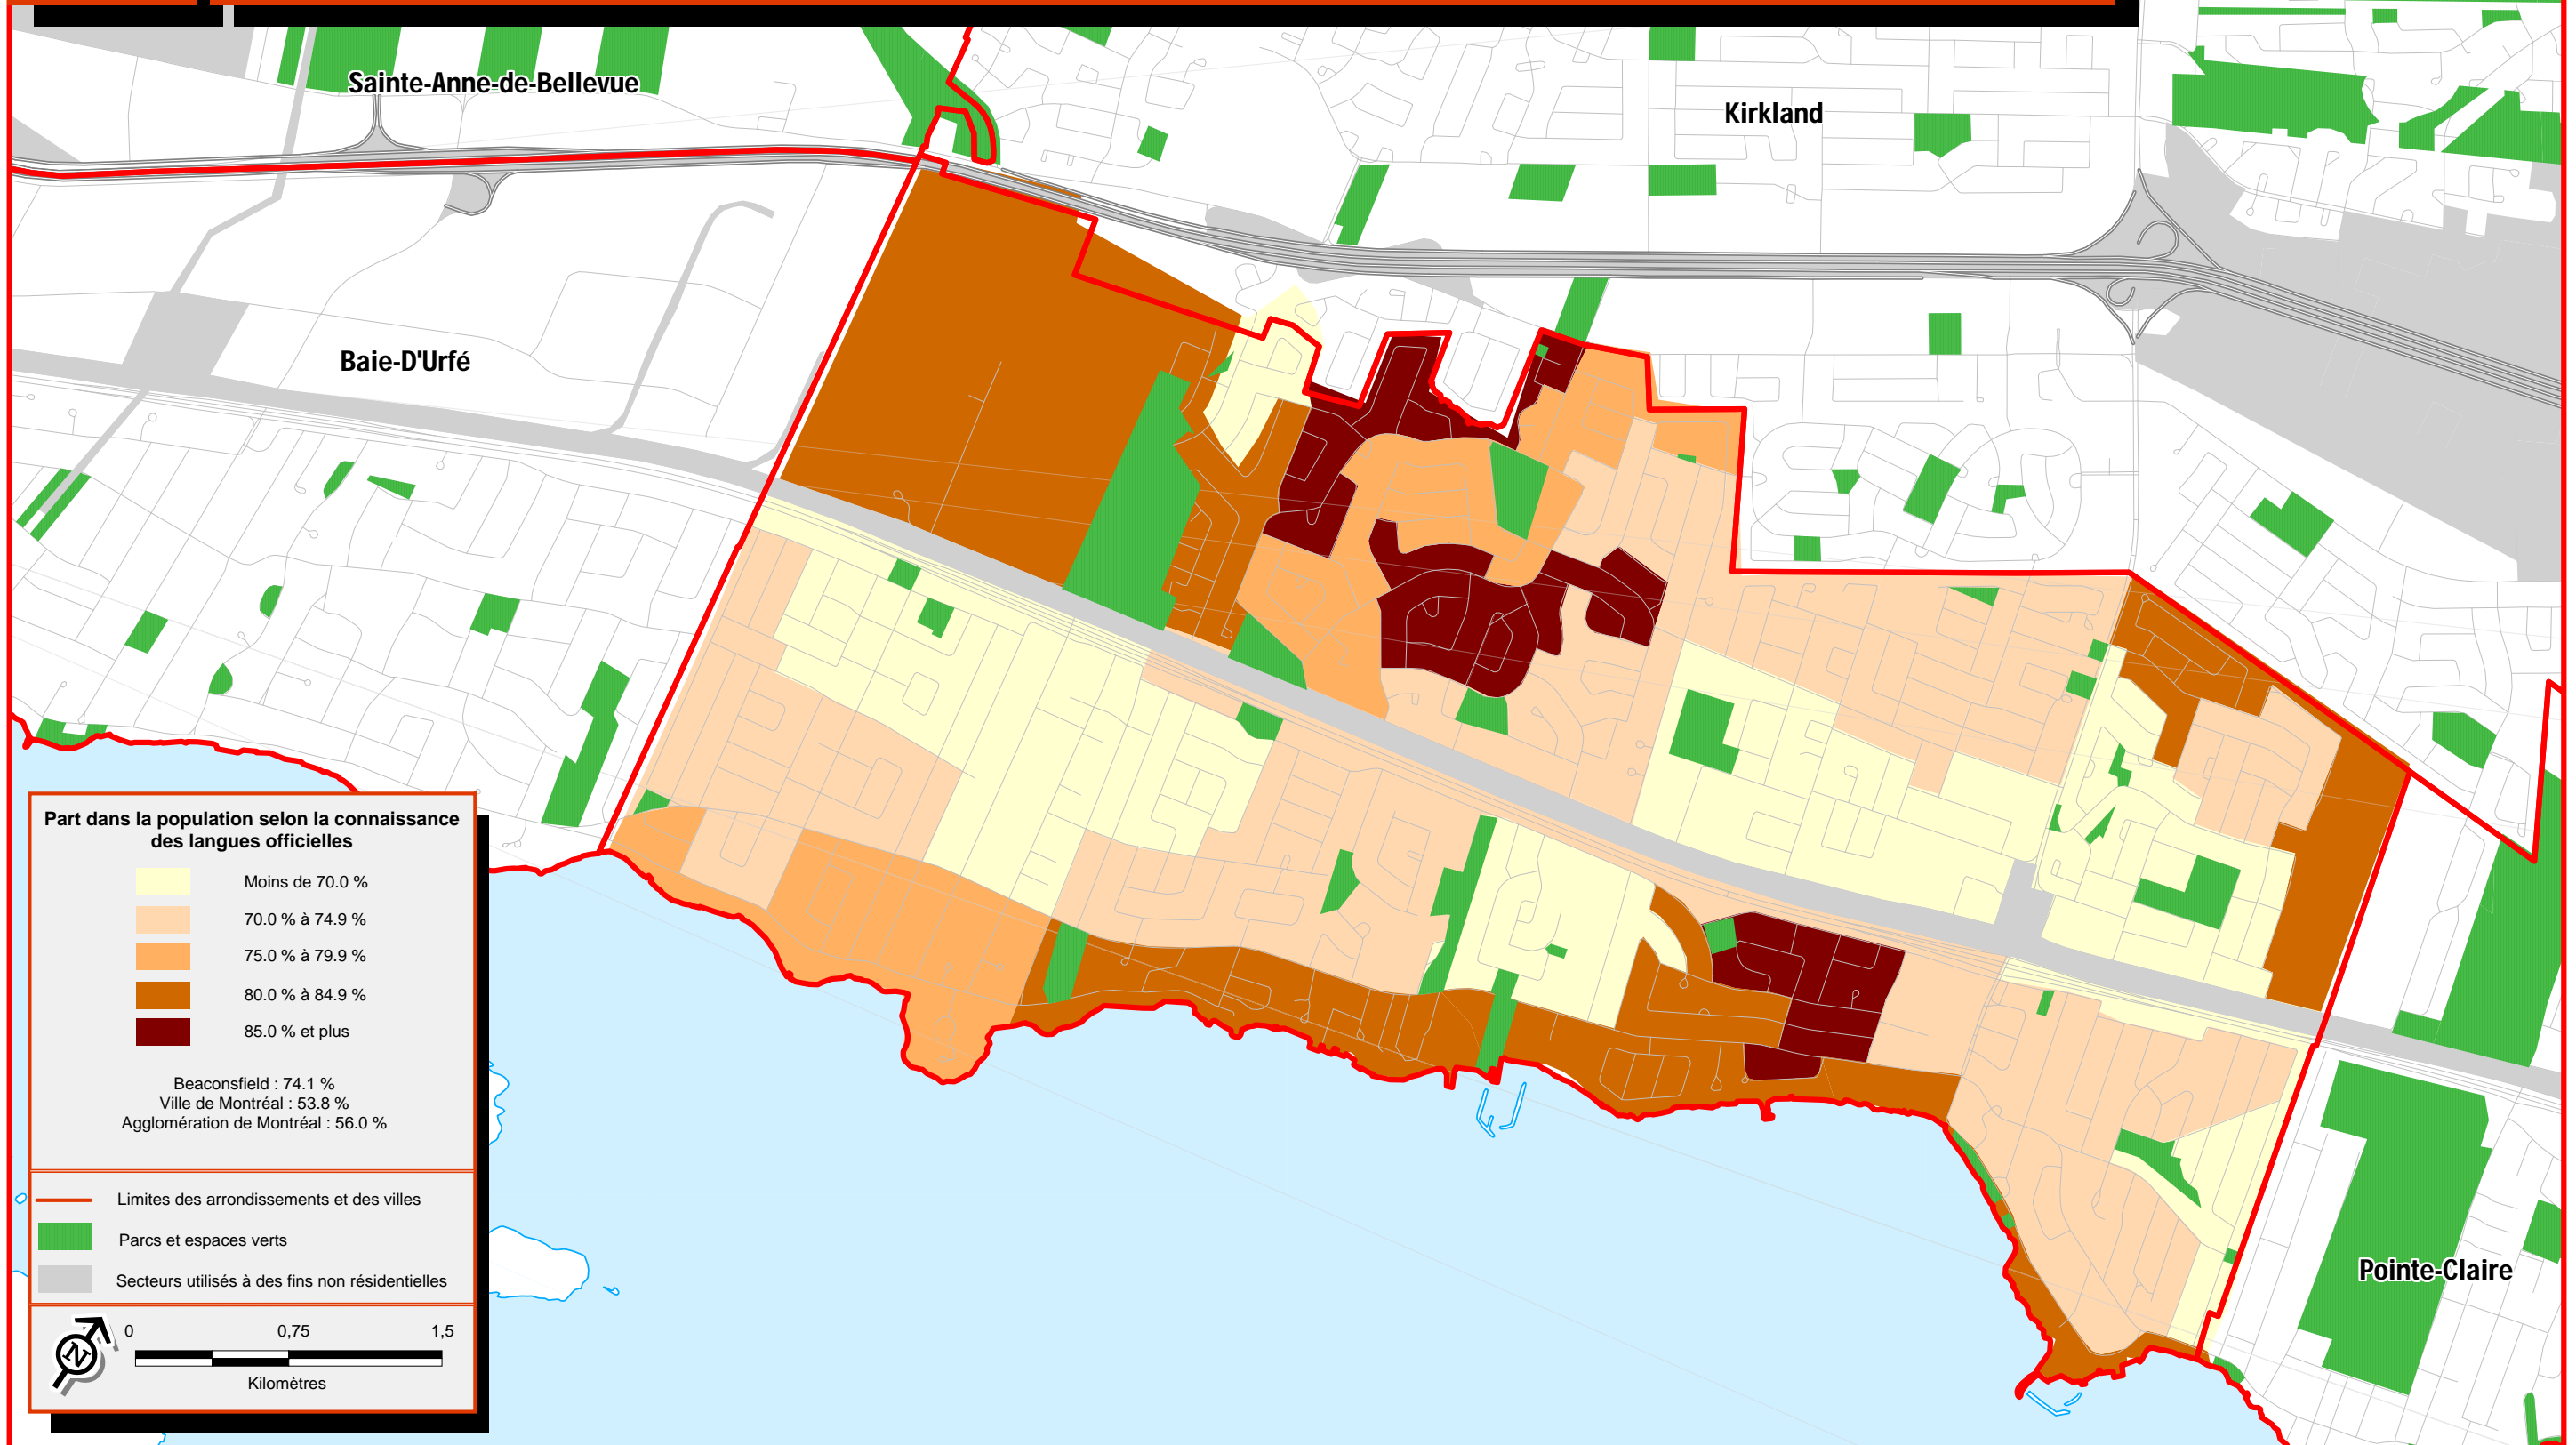 Sainte-Anne-de-Bellevue
Kirkland
Baie-D'Urfé
Part dans la population selon la connaissance
des langues officielles
Moins de 70.0 %
70.0 % à 74.9 %
75.0 % à 79.9 %
80.0 % à 84.9 %
85.0 % et plus
Beaconsfield : 74.1 %
Ville de Montréal : 53.8 %
Agglomération de Montréal : 56.0 %
Limites des arrondissements et des villes
Parcs et espaces verts
Secteurs utilisés à des fins non résidentielles
N
0 0,75 1,5
Kilomètres
Pointe-Claire